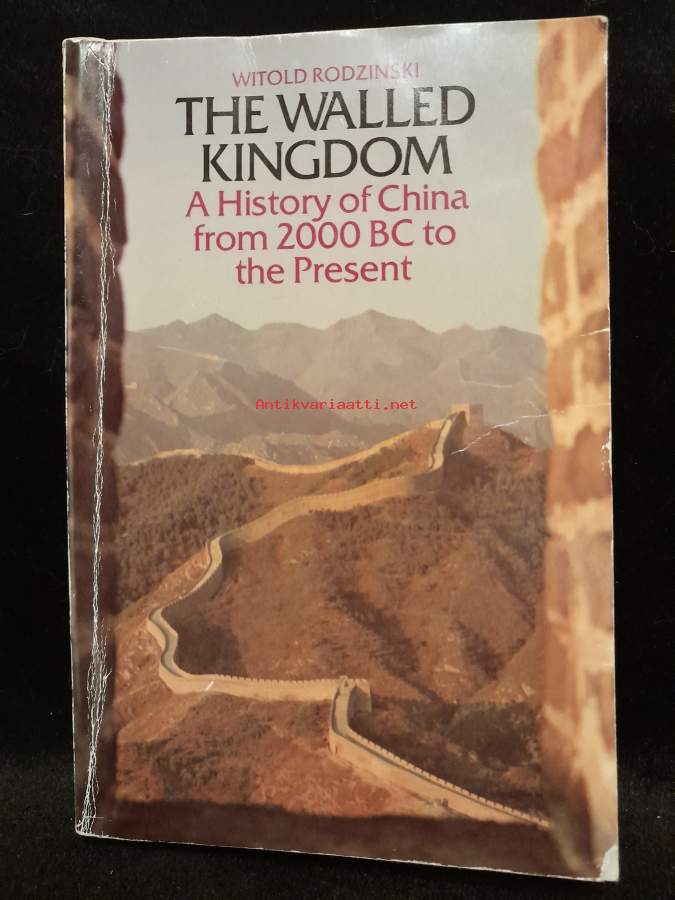 WITOLD RODZINSKI
THE WALLED
KINGDOM
A History of China
from 2000 BC to
the Present
Antikvariaatti.net